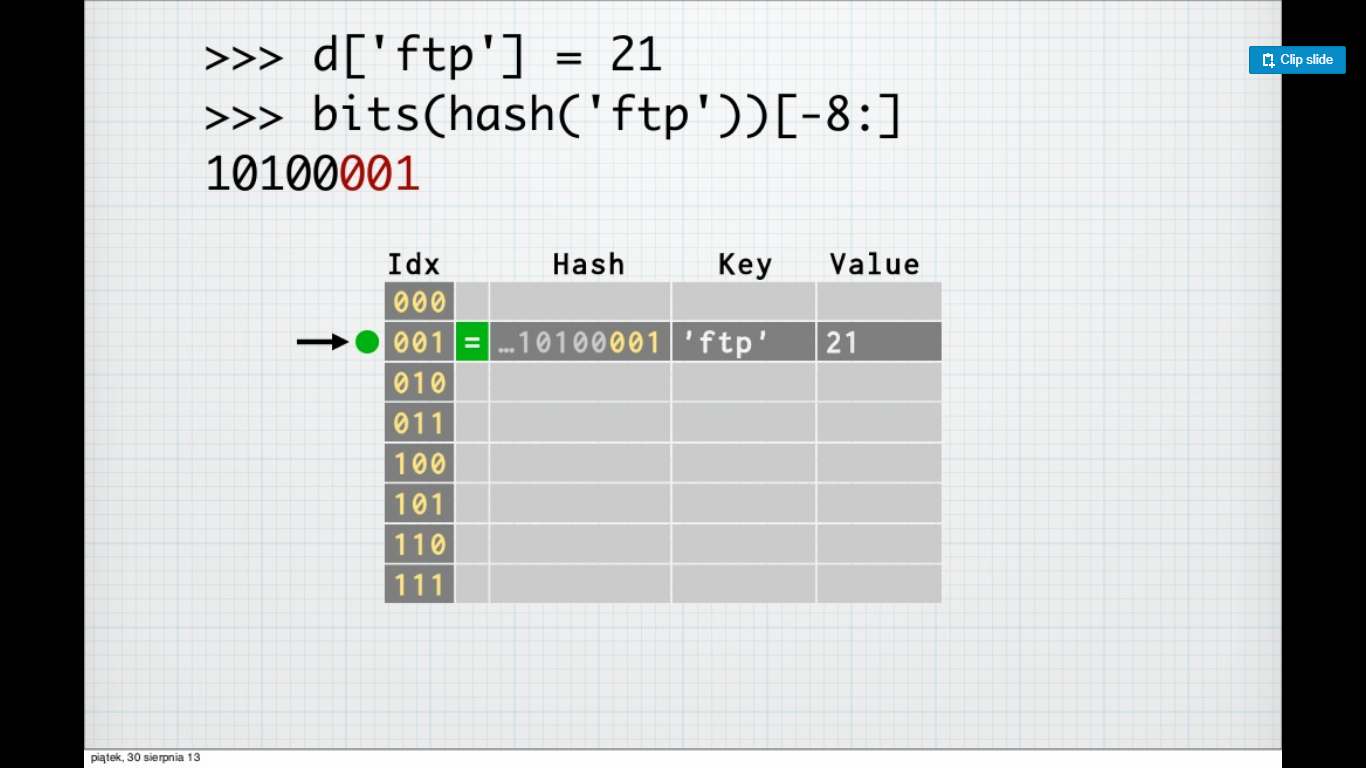 >>> d['ftp'] = 21
Clip slide
>>> bits(hash('ftp'))[-8:]
10100001
Idx Hash Key Value
000
001 = …10100001 'ftp' 21
010
011
100
101
110
111
piątek, 30 sierpnia 13